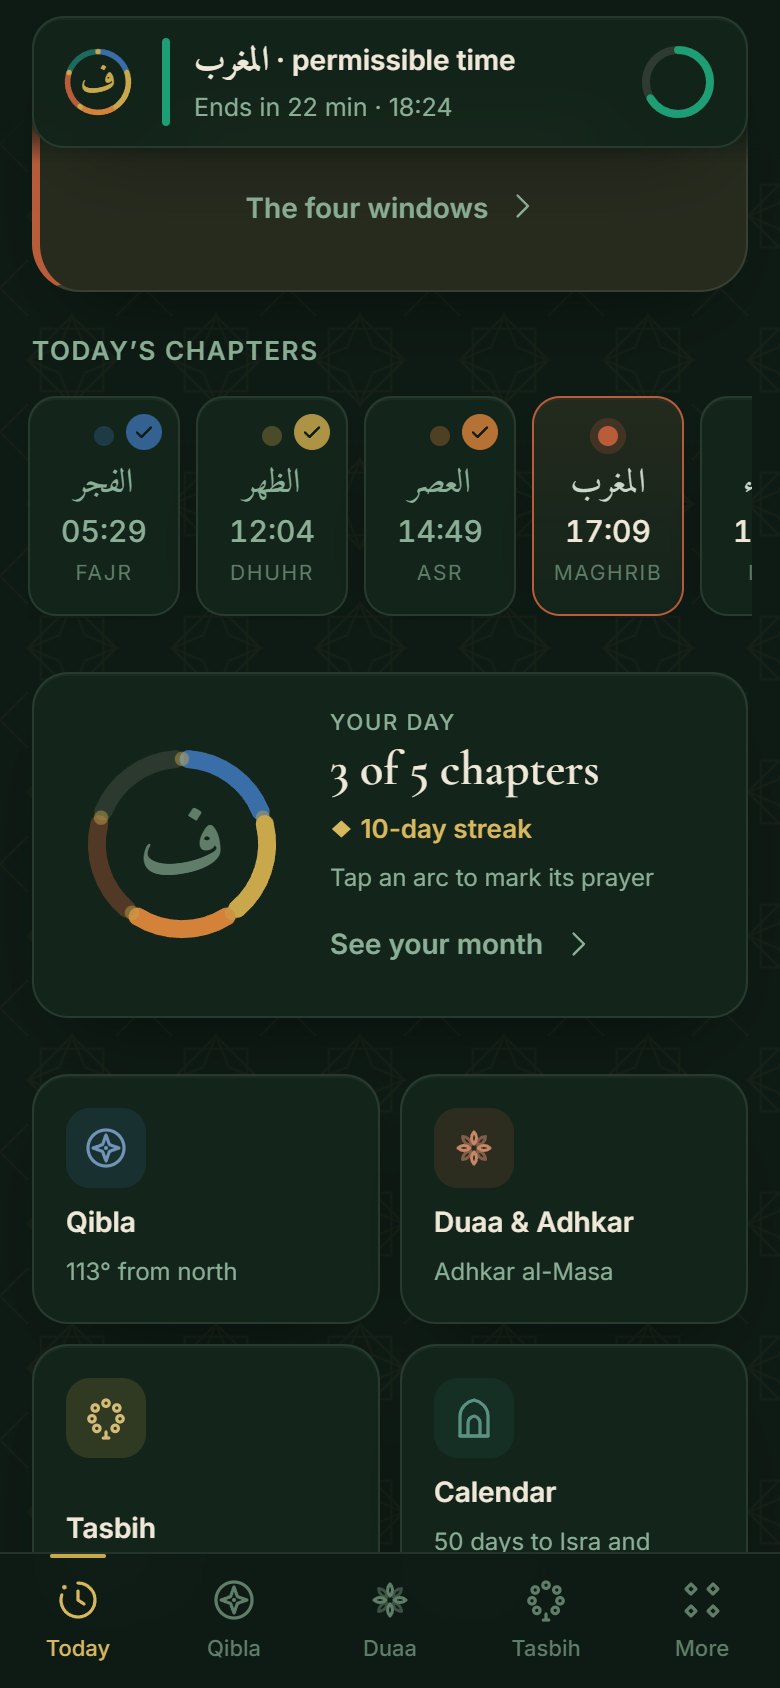 ف
المغرب · permissible time
Ends in 22 min · 18:24
The four windows
TODAY’S CHAPTERS
الفجر
05:29
FAJR
الظهر
12:04
DHUHR
العصر
14:49
ASR
المغرب
17:09
MAGHRIB
YOUR DAY
3 of 5 chapters
10-day streak
Tap an arc to mark its prayer
See your month
ف
Qibla
113° from north
Duaa & Adhkar
Adhkar al-Masa
Tasbih
Calendar
50 days to Isra and
Today
Qibla
Duaa
Tasbih
More